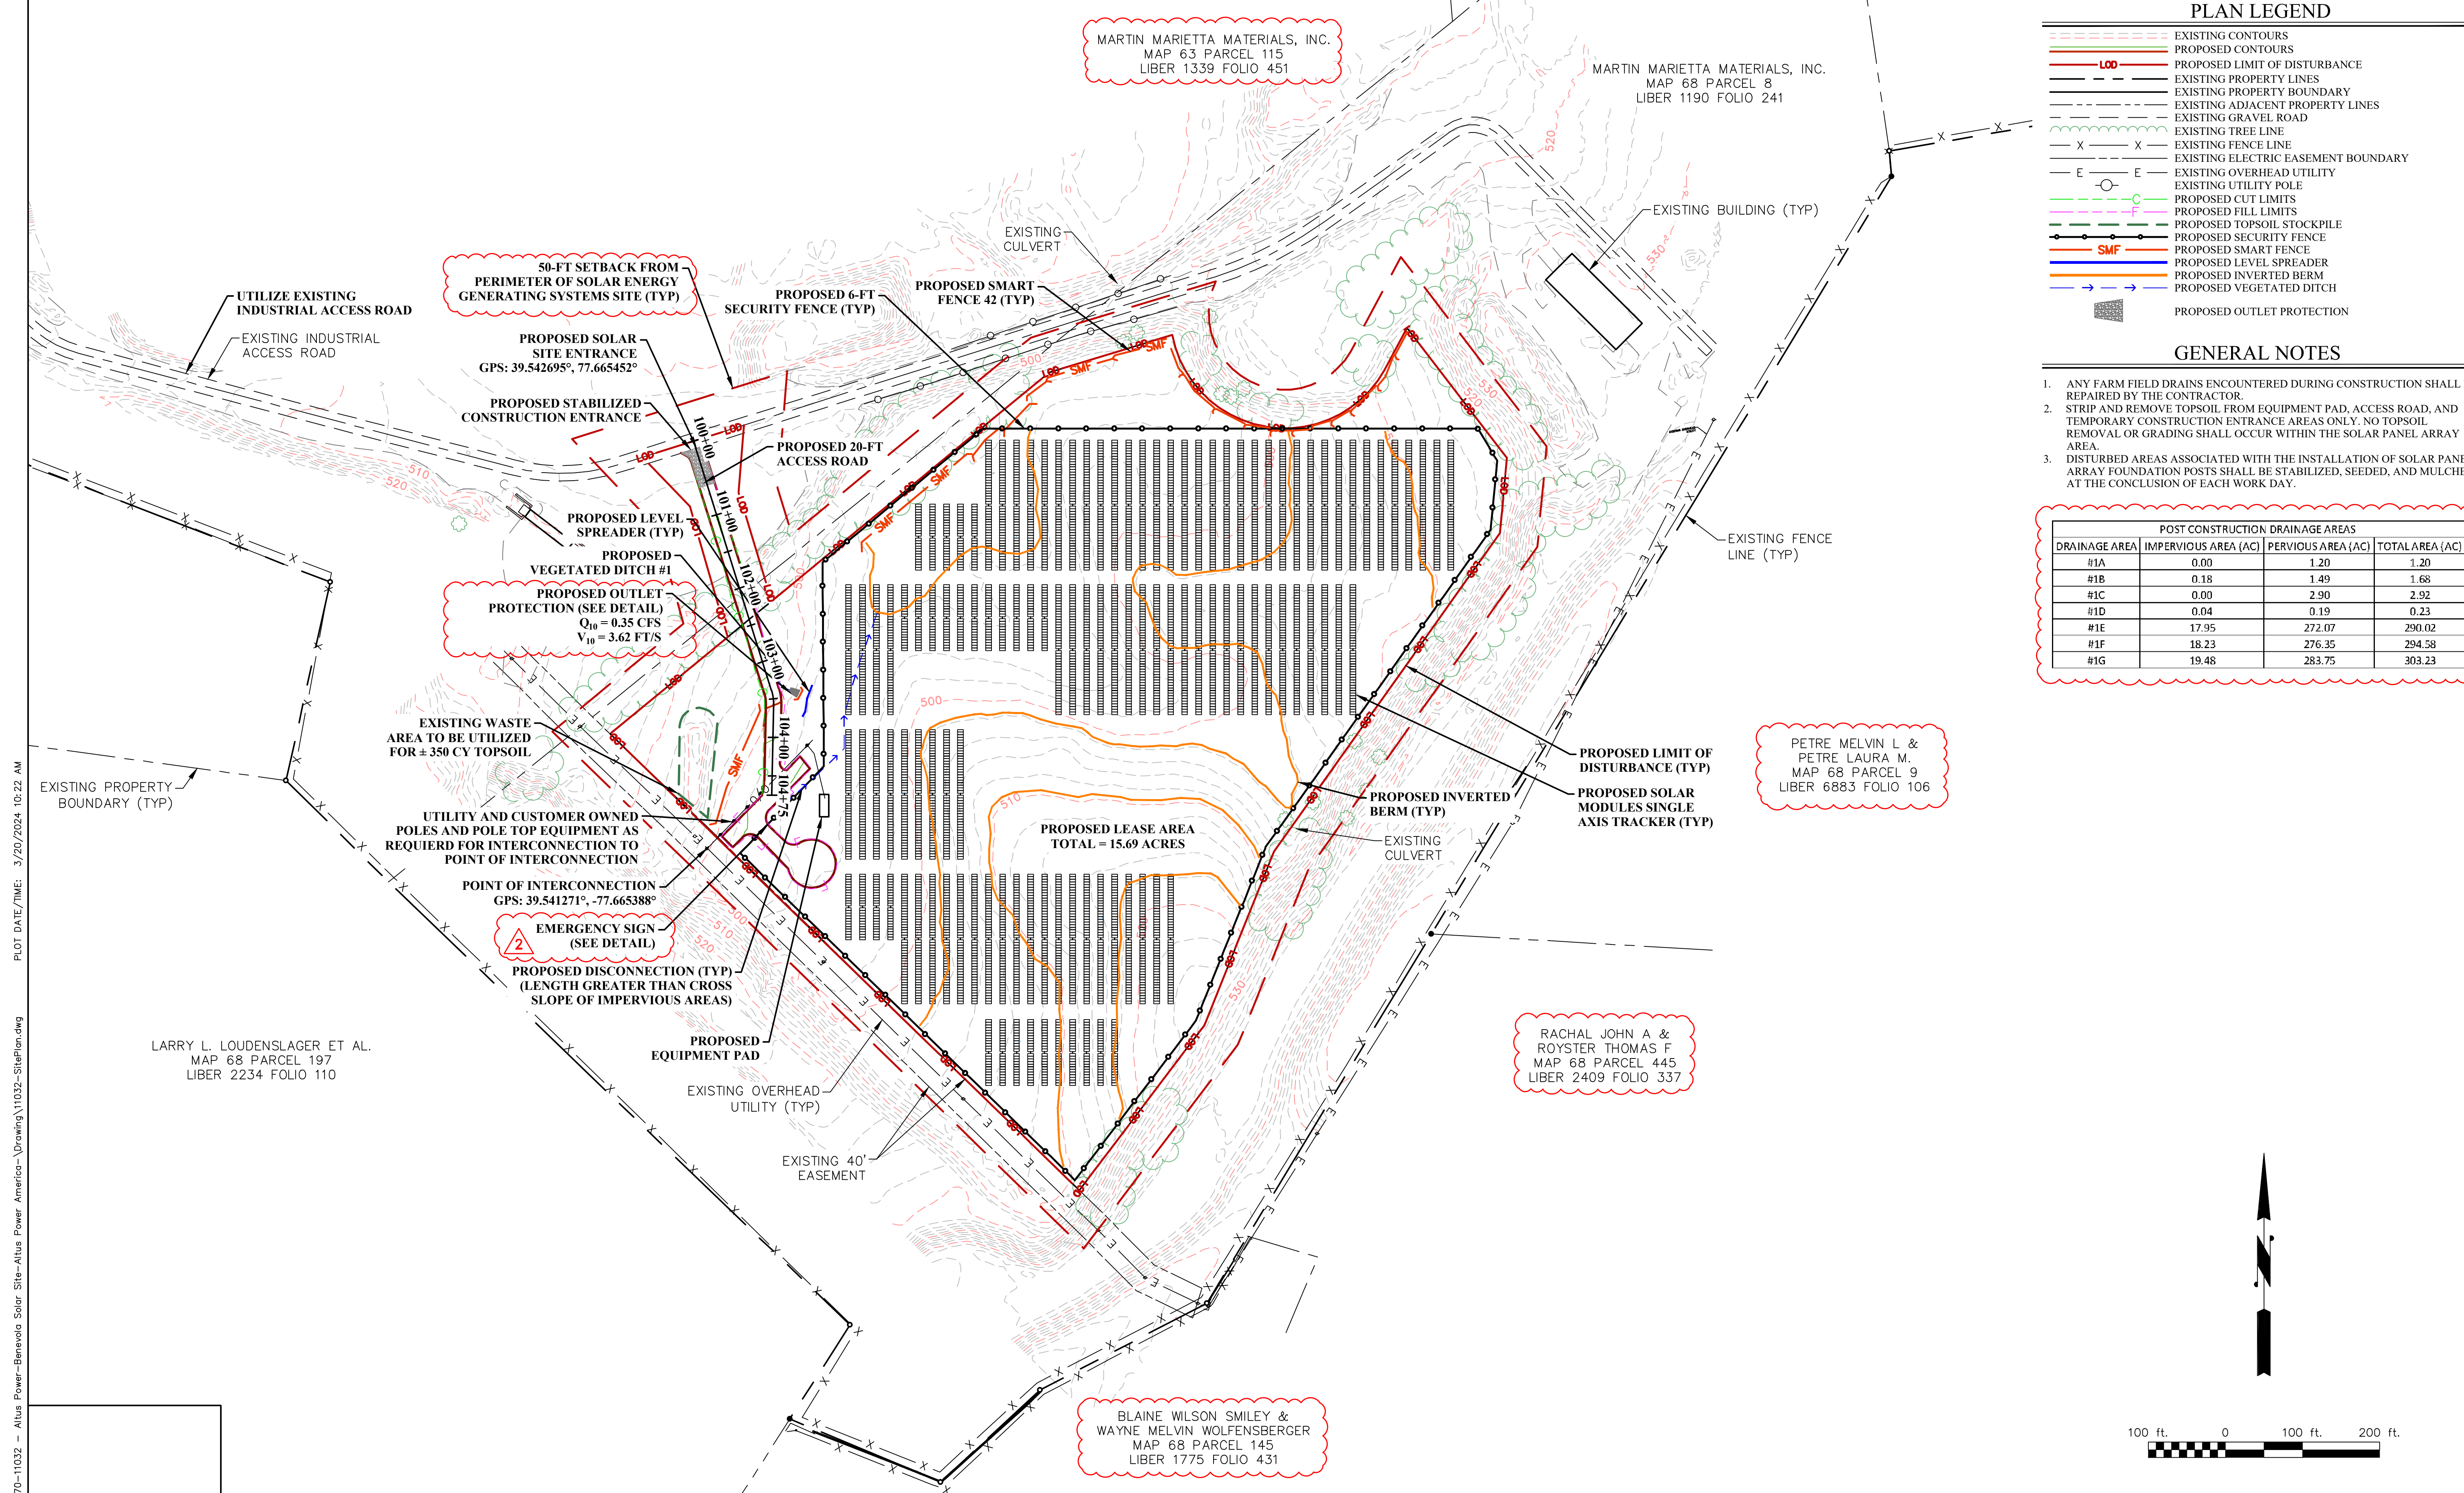 MARTIN MARIETTA MATERIALS, INC.
MAP 63 PARCEL 115
LIBER 1339 FOLIO 451
MARTIN MARIETTA MATERIALS, INC.
MAP 68 PARCEL 8
LIBER 1190 FOLIO 241
EXISTING BUILDING (TYP)
EXISTING
CULVERT
50-FT SETBACK FROM
PERIMETER OF SOLAR ENERGY
GENERATING SYSTEMS SITE (TYP)
UTILIZE EXISTING
INDUSTRIAL ACCESS ROAD
EXISTING INDUSTRIAL
ACCESS ROAD
PROPOSED 6-FT
SECURITY FENCE (TYP)
PROPOSED SMART
FENCE 42 (TYP)
PROPOSED SOLAR
SITE ENTRANCE
GPS: 39.542695°, 77.665452°
PROPOSED STABILIZED
CONSTRUCTION ENTRANCE
PROPOSED 20-FT
ACCESS ROAD
PROPOSED LEVEL
SPREADER (TYP)
PROPOSED
VEGETATED DITCH #1
PROPOSED OUTLET
PROTECTION (SEE DETAIL)
Q10 = 0.35 CFS
V10 = 3.62 FT/S
100+00
101+00
102+00
103+00
104+00
104+75
EXISTING WASTE
AREA TO BE UTILIZED
FOR ± 350 CY TOPSOIL
EXISTING PROPERTY
BOUNDARY (TYP)
UTILITY AND CUSTOMER OWNED
POLES AND POLE TOP EQUIPMENT AS
REQUIERD FOR INTERCONNECTION TO
POINT OF INTERCONNECTION
POINT OF INTERCONNECTION
GPS: 39.541271°, -77.665388°
EMERGENCY SIGN
(SEE DETAIL)
2
PROPOSED DISCONNECTION (TYP)
(LENGTH GREATER THAN CROSS
SLOPE OF IMPERVIOUS AREAS)
PROPOSED
EQUIPMENT PAD
EXISTING OVERHEAD
UTILITY (TYP)
EXISTING 40'
EASEMENT
LARRY L. LOUDENSLAGER ET AL.
MAP 68 PARCEL 197
LIBER 2234 FOLIO 110
PROPOSED LEASE AREA
TOTAL = 15.69 ACRES
PROPOSED INVERTED
BERM (TYP)
EXISTING
CULVERT
PROPOSED LIMIT OF
DISTURBANCE (TYP)
PROPOSED SOLAR
MODULES SINGLE
AXIS TRACKER (TYP)
EXISTING FENCE
LINE (TYP)
PETRE MELVIN L &
PETRE LAURA M.
MAP 68 PARCEL 9
LIBER 6883 FOLIO 106
RACHAL JOHN A &
ROYSTER THOMAS F
MAP 68 PARCEL 445
LIBER 2409 FOLIO 337
BLAINE WILSON SMILEY &
WAYNE MELVIN WOLFENSBERGER
MAP 68 PARCEL 145
LIBER 1775 FOLIO 431
PLAN LEGEND
EXISTING CONTOURS
PROPOSED CONTOURS
LOD PROPOSED LIMIT OF DISTURBANCE
EXISTING PROPERTY LINES
EXISTING PROPERTY BOUNDARY
EXISTING ADJACENT PROPERTY LINES
EXISTING GRAVEL ROAD
EXISTING TREE LINE
X X EXISTING FENCE LINE
EXISTING ELECTRIC EASEMENT BOUNDARY
E E EXISTING OVERHEAD UTILITY
EXISTING UTILITY POLE
C PROPOSED CUT LIMITS
F PROPOSED FILL LIMITS
PROPOSED TOPSOIL STOCKPILE
PROPOSED SECURITY FENCE
SMF PROPOSED SMART FENCE
PROPOSED LEVEL SPREADER
PROPOSED INVERTED BERM
PROPOSED VEGETATED DITCH
PROPOSED OUTLET PROTECTION
GENERAL NOTES
1. ANY FARM FIELD DRAINS ENCOUNTERED DURING CONSTRUCTION SHALL
REPAIRED BY THE CONTRACTOR.
2. STRIP AND REMOVE TOPSOIL FROM EQUIPMENT PAD, ACCESS ROAD, AND
TEMPORARY CONSTRUCTION ENTRANCE AREAS ONLY. NO TOPSOIL
REMOVAL OR GRADING SHALL OCCUR WITHIN THE SOLAR PANEL ARRAY
AREA.
3. DISTURBED AREAS ASSOCIATED WITH THE INSTALLATION OF SOLAR PANE
ARRAY FOUNDATION POSTS SHALL BE STABILIZED, SEEDED, AND MULCHE
AT THE CONCLUSION OF EACH WORK DAY.
POST CONSTRUCTION DRAINAGE AREAS
DRAINAGE AREA IMPERVIOUS AREA (AC) PERVIOUS AREA (AC) TOTAL AREA (AC)
#1A 0.00 1.20 1.20
#1B 0.18 1.49 1.68
#1C 0.00 2.90 2.92
#1D 0.04 0.19 0.23
#1E 17.95 272.07 290.02
#1F 18.23 276.35 294.58
#1G 19.48 283.75 303.23
100 ft. 0 100 ft. 200 ft.
70-11032 - Altus Power-Benevola Solar Site-Altus Power America-\Drawing\11032-SitePlan.dwg PLOT DATE/TIME: 3/20/2024 10:22 AM